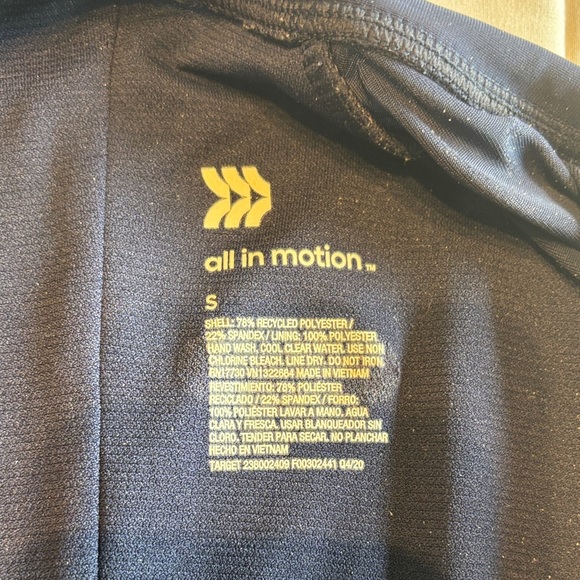 all in motion™
S
SHELL: 78% RECYCLED POLYESTER /
22% SPANDEX / LINING: 100% POLYESTER
HAND WASH, COOL CLEAR WATER. USE NON
CHLORINE BLEACH. LINE DRY. DO NOT IRON.
RN17730 VN1322664 MADE IN VIETNAM
REVESTIMIENTO: 78% POLIÉSTER
RECICLADO / 22% SPANDEX / FORRO:
100% POLIÉSTER LAVAR A MANO. AGUA
CLARA Y FRESCA. USAR BLANQUEADOR SIN
CLORO. TENDER PARA SECAR. NO PLANCHAR
HECHO EN VIETNAM
TARGET 238002409 F00302441 Q4/20